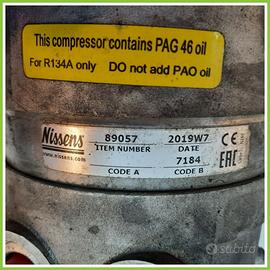 This compressor contains PAG 46 oil
For R134A only DO not add PAO oil
Nissens
www.nissens.com
89057 2019W7
ITEM NUMBER DATE
7184
CODE A CODE B
CE
EAC
subito